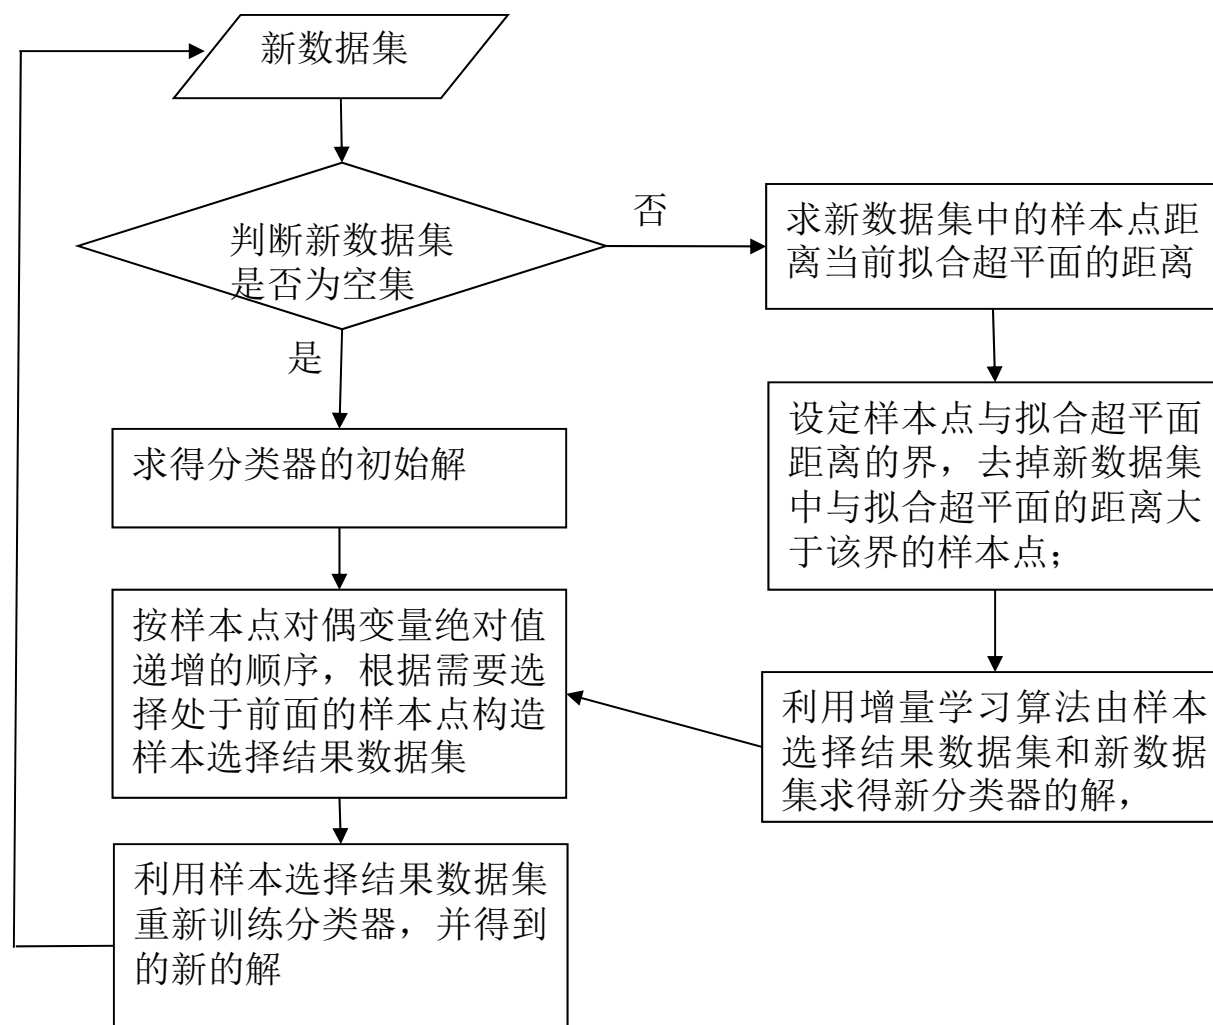 新数据集
判断新数据集
是否为空集
否
是
求得分类器的初始解
按样本点对偶变量绝对值
递增的顺序，根据需要选
择处于前面的样本点构造
样本选择结果数据集
利用样本选择结果数据集
重新训练分类器，并得到
的新的解
求新数据集中的样本点距
离当前拟合超平面的距离
设定样本点与拟合超平面
距离的界，去掉新数据集
中与拟合超平面的距离大
于该界的样本点；
利用增量学习算法由样本
选择结果数据集和新数据
集求得新分类器的解，